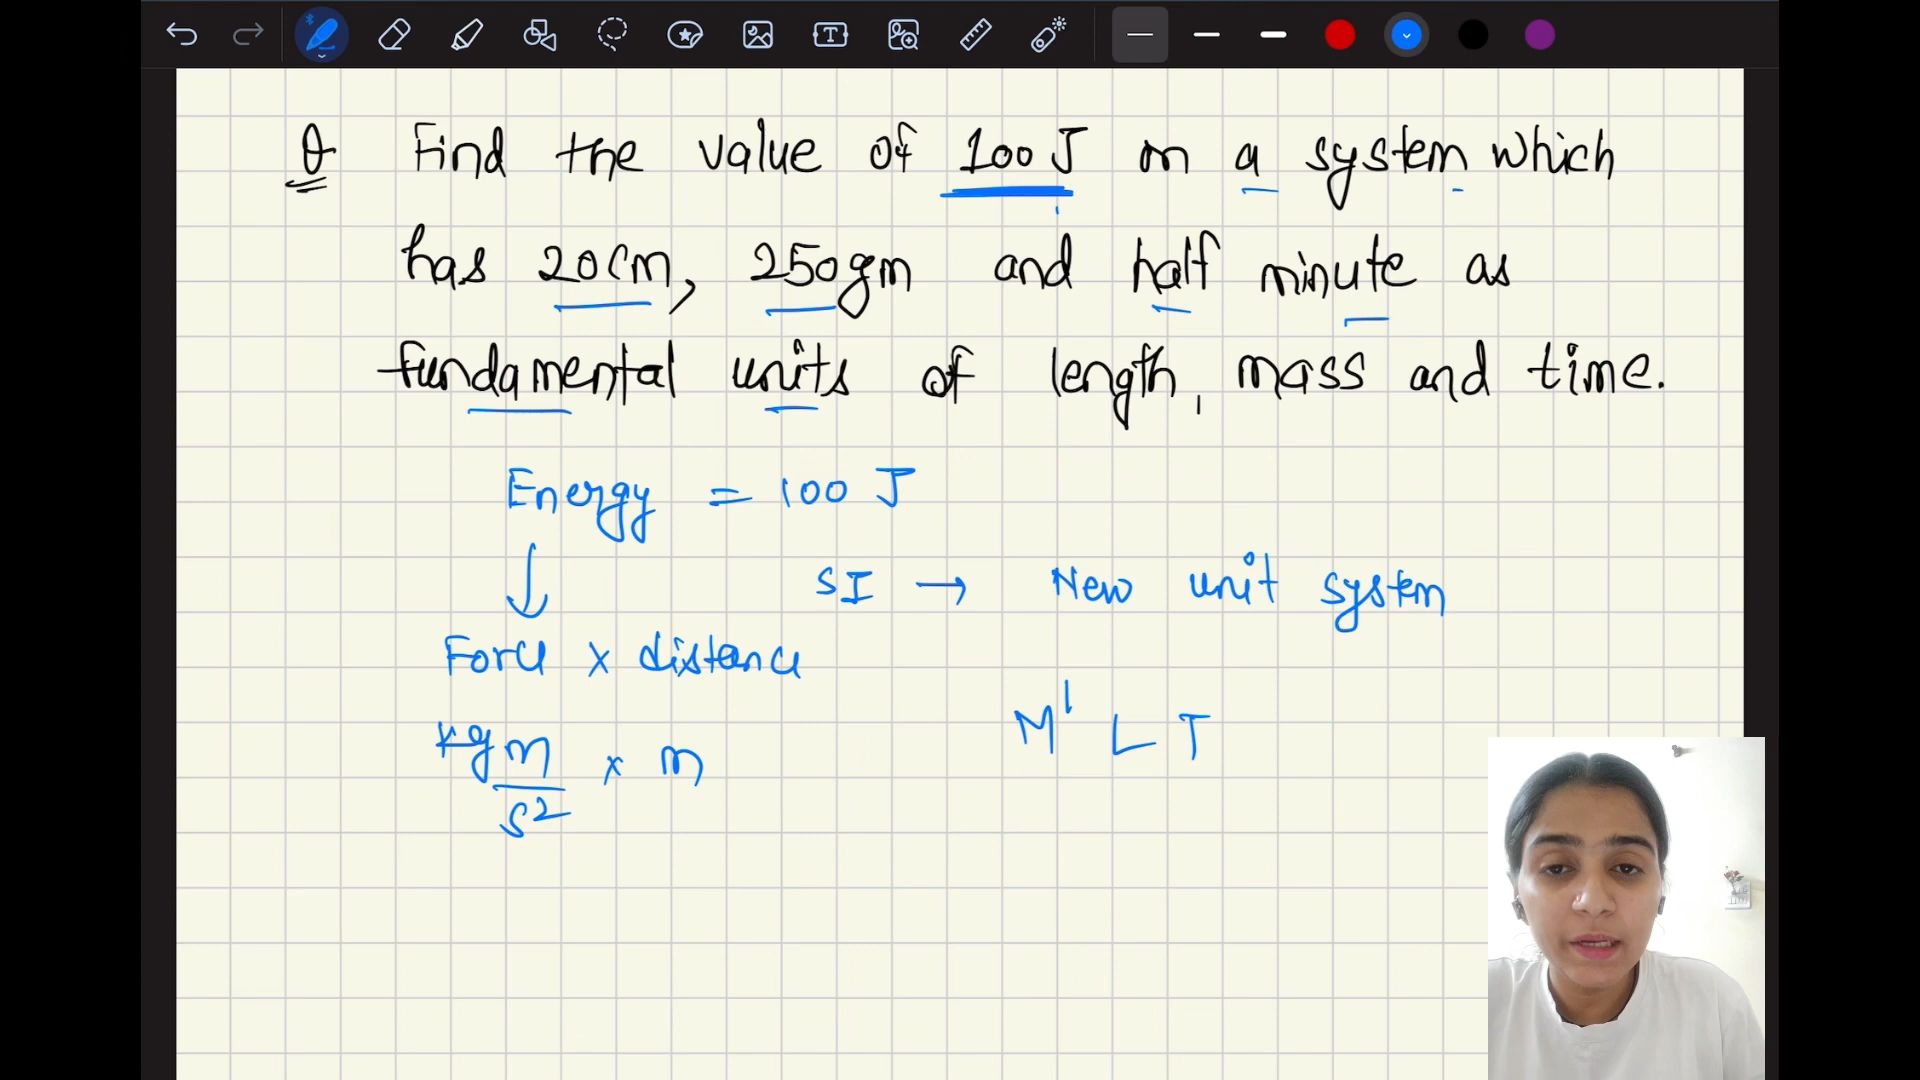 Q Find the value of 100 J on a system which
has 20cm, 250gm and half minute as
fundamental units of length, mass and time.
Energy = 100 J
↓
SI → New unit system
Force x distance
M¹ L T
kg m/s² x m